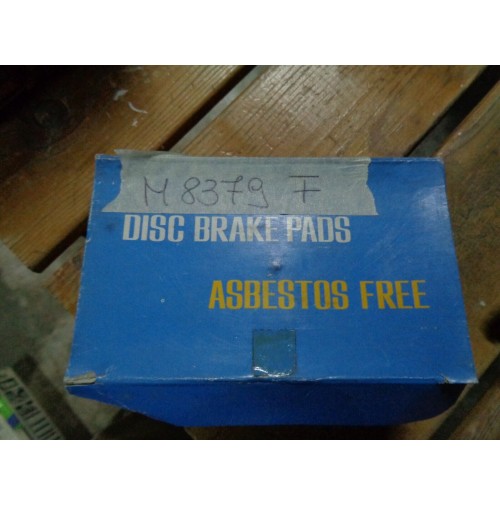 M 8379 F
DISC BRAKE PADS
ASBESTOS FREE